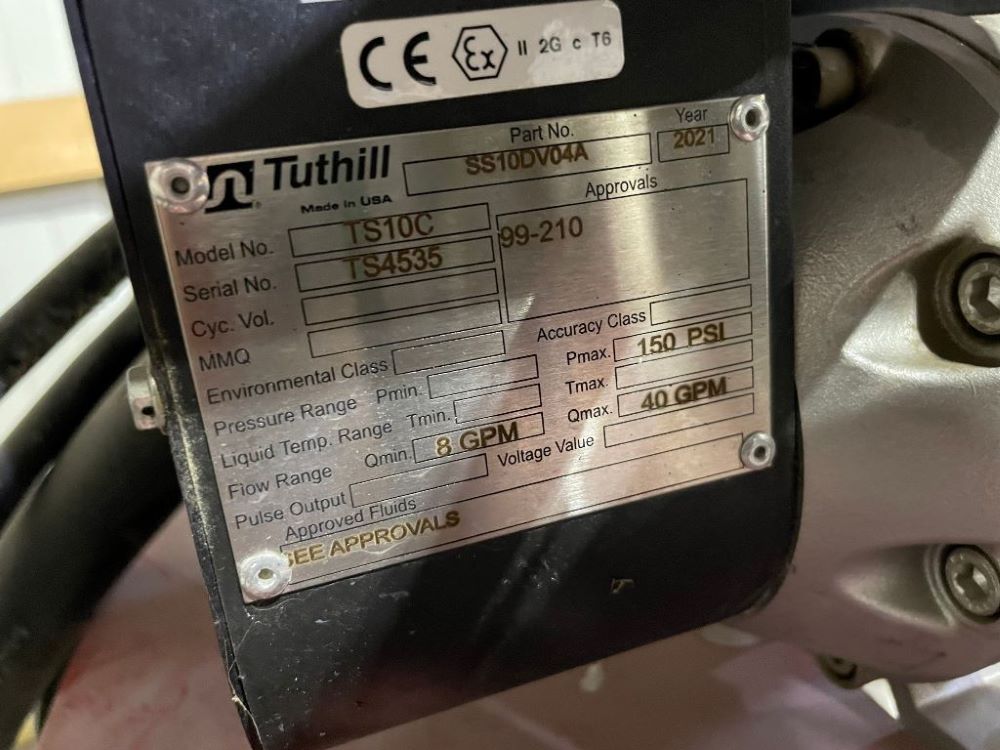 CE Ex II 2G c T6
Tuthill
Made in USA
Part No. SS10DV04A
Year 2021
Model No. TS10C
Serial No. TS4535
Approvals
99-210
Cyc. Vol.
MMQ
Environmental Class
Accuracy Class
Pressure Range Pmin. Pmax. 150 PSI
Liquid Temp. Range Tmin. Tmax.
Flow Range Qmin. 8 GPM Qmax. 40 GPM
Pulse Output Voltage Value
Approved Fluids
SEE APPROVALS